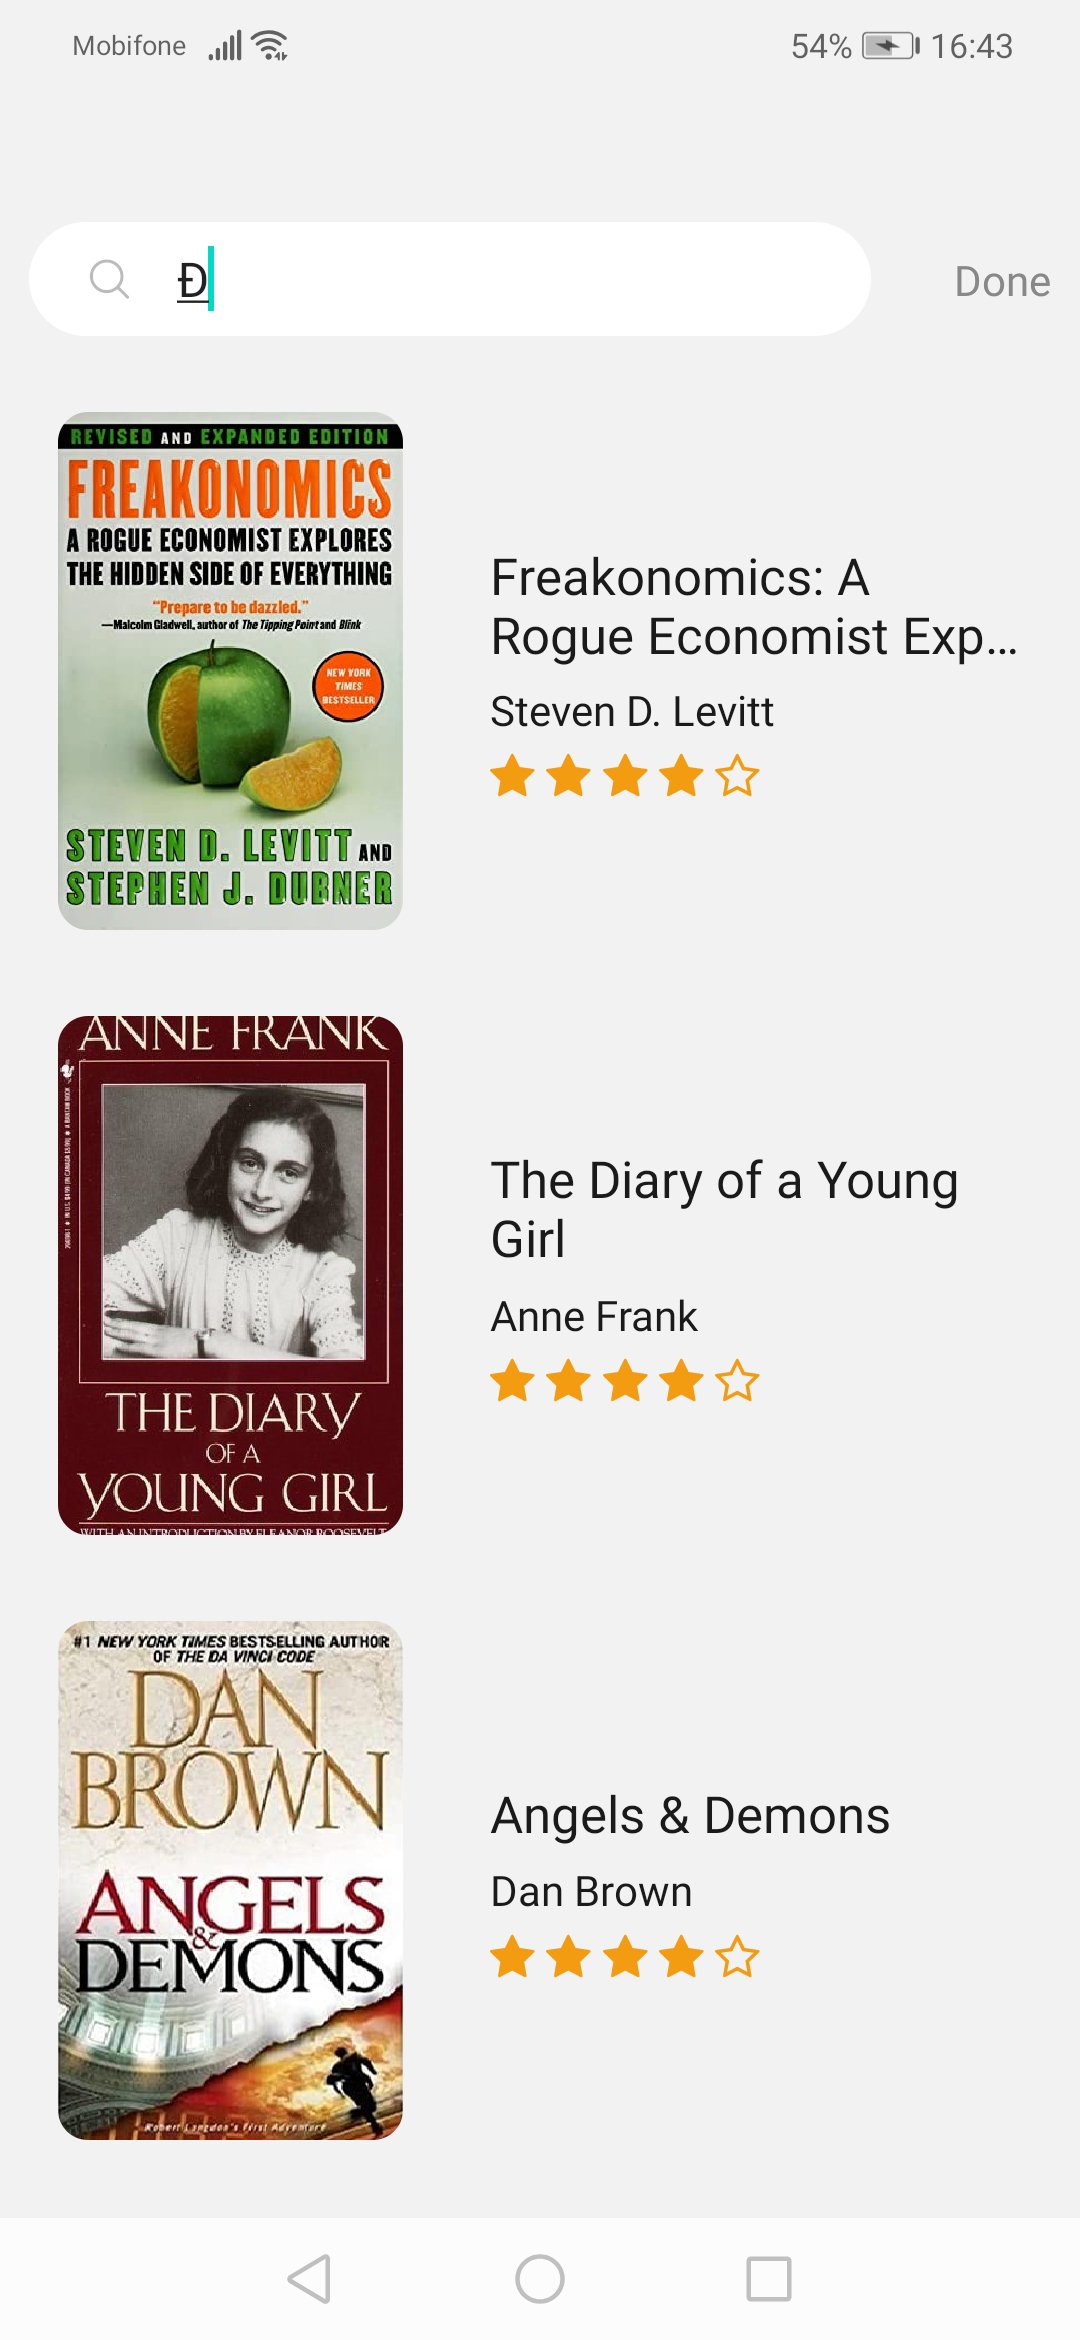 Mobifone
54%
16:43
Đ
Done
REVISED AND EXPANDED EDITION
FREAKONOMICS
A ROGUE ECONOMIST EXPLORES
THE HIDDEN SIDE OF EVERYTHING
"Prepare to be dazzled."
—Malcolm Gladwell, author of The Tipping Point and Blink
NEW YORK
TIMES
BESTSELLER
STEVEN D. LEVITT AND
STEPHEN J. DUBNER
Freakonomics: A
Rogue Economist Exp...
Steven D. Levitt
ANNE FRANK
THE DIARY
OF A
YOUNG GIRL
WITH AN INTRODUCTION BY ELEANOR ROOSEVELT
The Diary of a Young
Girl
Anne Frank
#1 NEW YORK TIMES BESTSELLING AUTHOR
OF THE DA VINCI CODE
DAN
BROWN
ANGELS
&
DEMONS
Robert Langdon's First Adventure
Angels & Demons
Dan Brown